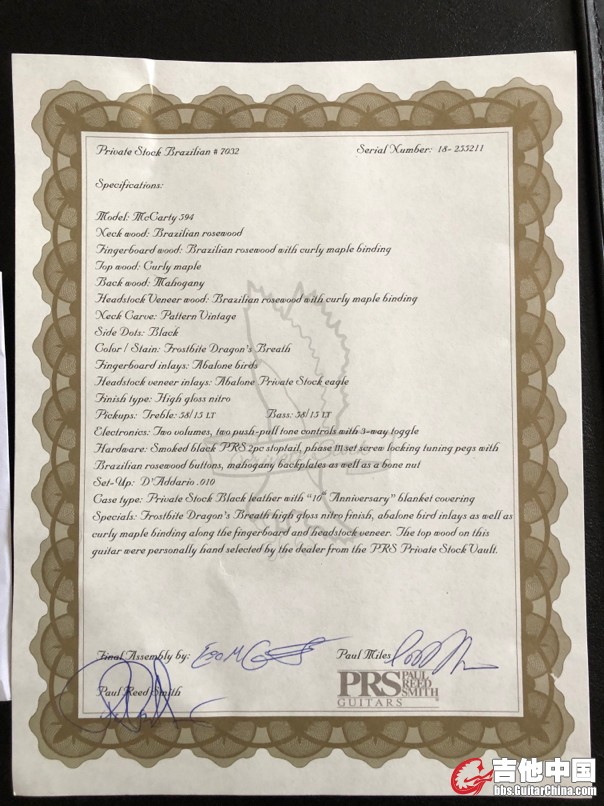 Private Stock Brazilian # 7032 Serial Number: 18-255211
Specifications:
Model: McCarty 594
Neck wood: Brazilian rosewood
Fingerboard wood: Brazilian rosewood with curly maple binding
Top wood: Curly maple
Back wood: Mahogany
Headstock Veneer wood: Brazilian rosewood with curly maple binding
Neck Carve: Pattern Vintage
Side Dots: Black
Color / Stain: Frostbite Dragon's Breath
Fingerboard inlays: Abalone birds
Headstock veneer inlays: Abalone Private Stock eagle
Finish type: High gloss nitro
Pickups: Treble: 58/15 LT Bass: 58/15 LT
Electronics: Two volumes, two push-pull tone controls with 3-way toggle
Hardware: Smoked black PRS 2pc stoptail, phase III set screw locking tuning pegs with
Brazilian rosewood buttons, mahogany backplates as well as a bone nut
Set-Up: D'Addario .010
Case type: Private Stock Black leather with "10th Anniversary" blanket covering
Specials: Frostbite Dragon's Breath high gloss nitro finish, abalone bird inlays as well as
curly maple binding along the fingerboard and headstock veneer. The top wood on this
guitar were personally hand selected by the dealer from the PRS Private Stock Vault.
Final Assembly by:
Paul Miles
Paul Reed Smith
PRS PAUL REED SMITH
GUITARS
吉他中国
bbs.GuitarChina.com